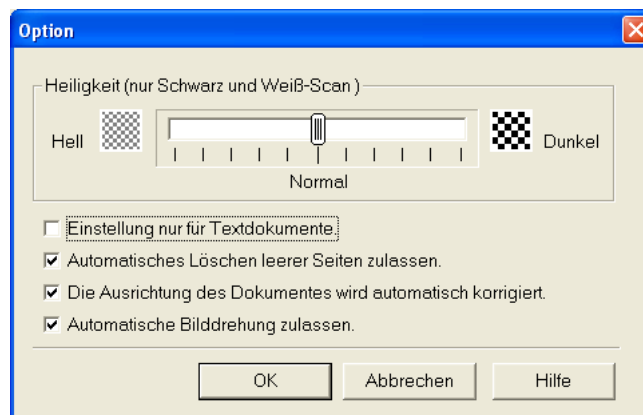 Option
Heiligkeit (nur Schwarz und Weiß-Scan )
Hell
Dunkel
Normal
Einstellung nur für Textdokumente.
Automatisches Löschen leerer Seiten zulassen.
Die Ausrichtung des Dokumentes wird automatisch korrigiert.
Automatische Bilddrehung zulassen.
OK
Abbrechen
Hilfe